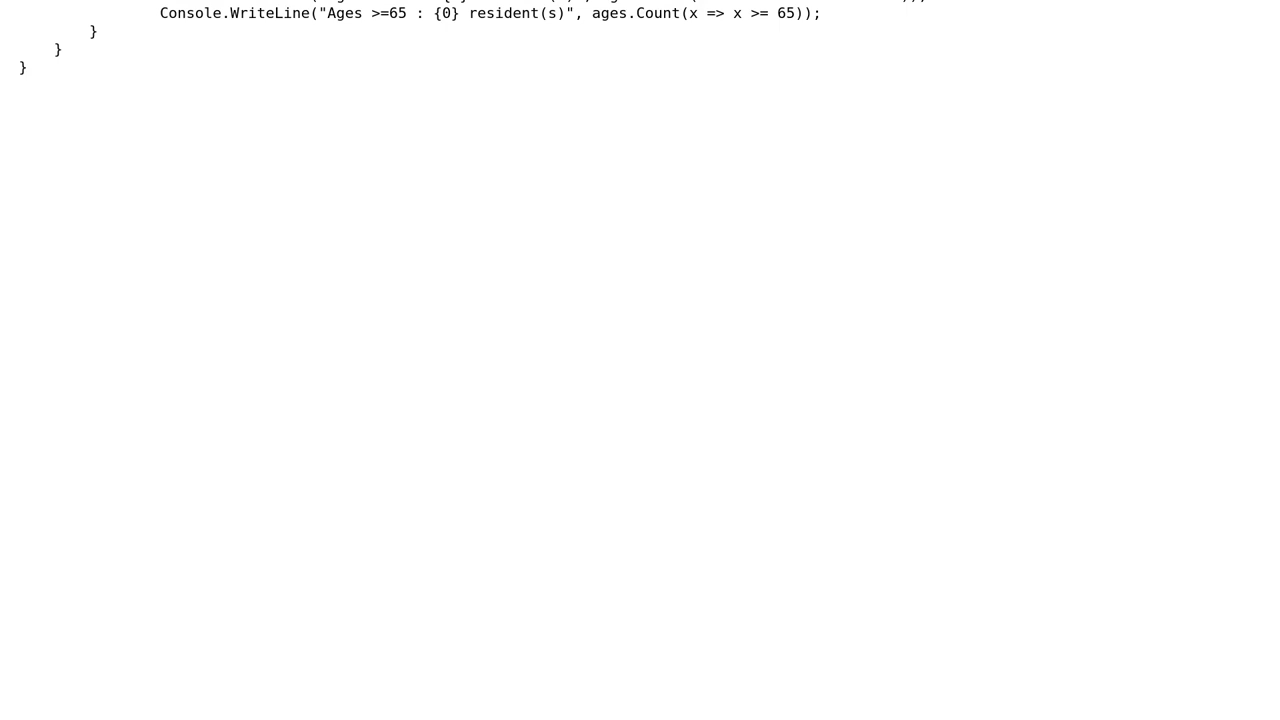 Console.WriteLine("Ages >=65 : {0} resident(s)", ages.Count(x => x >= 65));
}
}
}